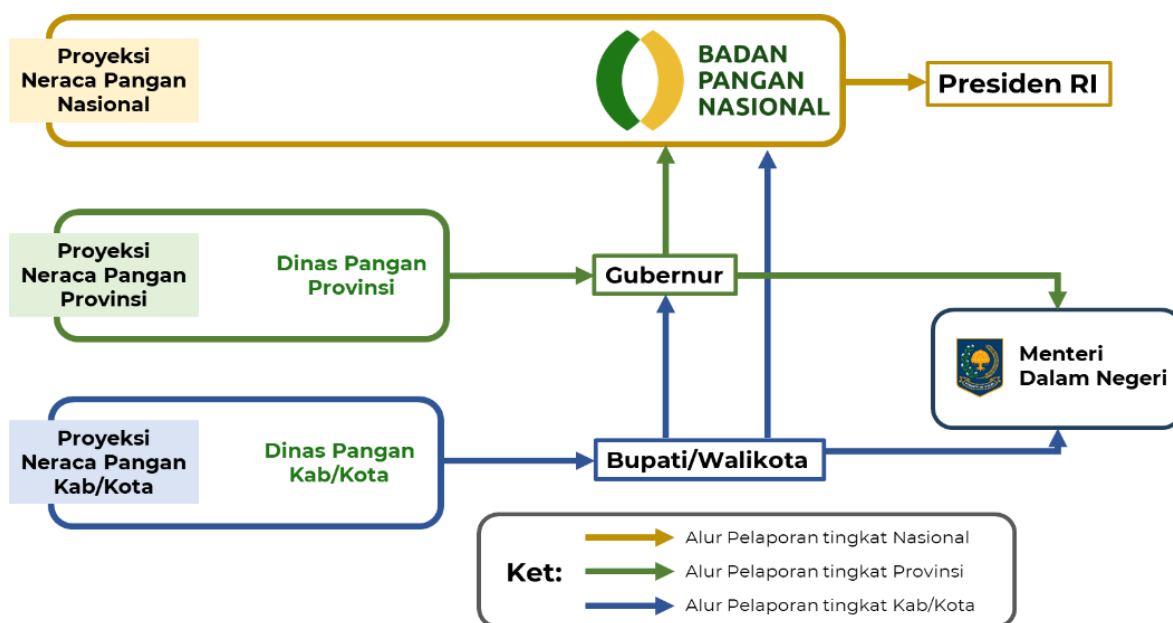 Proyeksi
Neraca Pangan
Nasional
BADAN
PANGAN
NASIONAL
Presiden RI
Proyeksi
Neraca Pangan
Provinsi
Dinas Pangan
Provinsi
Gubernur
Menteri
Dalam Negeri
Proyeksi
Neraca Pangan
Kab/Kota
Dinas Pangan
Kab/Kota
Bupati/Walikota
Ket:
Alur Pelaporan tingkat Nasional
Alur Pelaporan tingkat Provinsi
Alur Pelaporan tingkat Kab/Kota